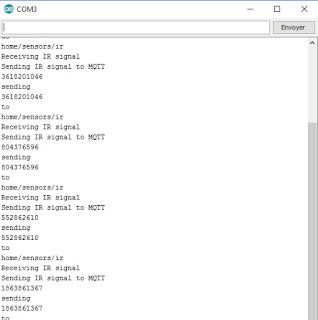 COM3
Envoyer
to
home/sensors/ir
Receiving IR signal
Sending IR signal to MQTT
3618201046
sending
3618201046
to
home/sensors/ir
Receiving IR signal
Sending IR signal to MQTT
804376596
sending
804376596
to
home/sensors/ir
Receiving IR signal
Sending IR signal to MQTT
552862610
sending
552862610
to
home/sensors/ir
Receiving IR signal
Sending IR signal to MQTT
1863861367
sending
1863861367
to